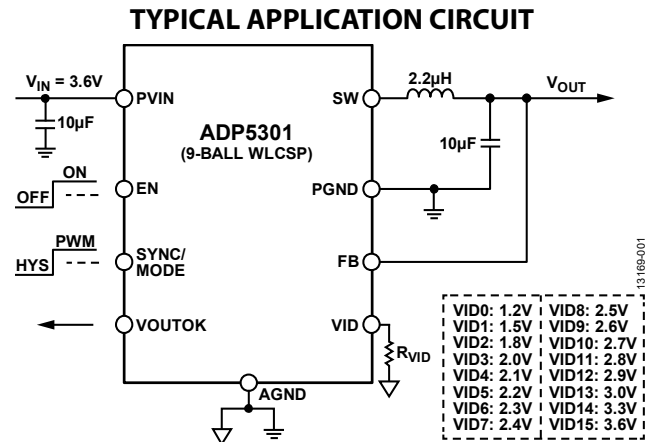 TYPICAL APPLICATION CIRCUIT
VIN = 3.6V
10µF
PVIN
ADP5301
(9-BALL WLCSP)
SW
2.2µH
VOUT
10µF
ON
OFF
EN
PGND
PWM
HYS
SYNC/
MODE
FB
VOUTOK
VID
RVID
AGND
VID0: 1.2V VID8: 2.5V
VID1: 1.5V VID9: 2.6V
VID2: 1.8V VID10: 2.7V
VID3: 2.0V VID11: 2.8V
VID4: 2.1V VID12: 2.9V
VID5: 2.2V VID13: 3.0V
VID6: 2.3V VID14: 3.3V
VID7: 2.4V VID15: 3.6V
13169-001